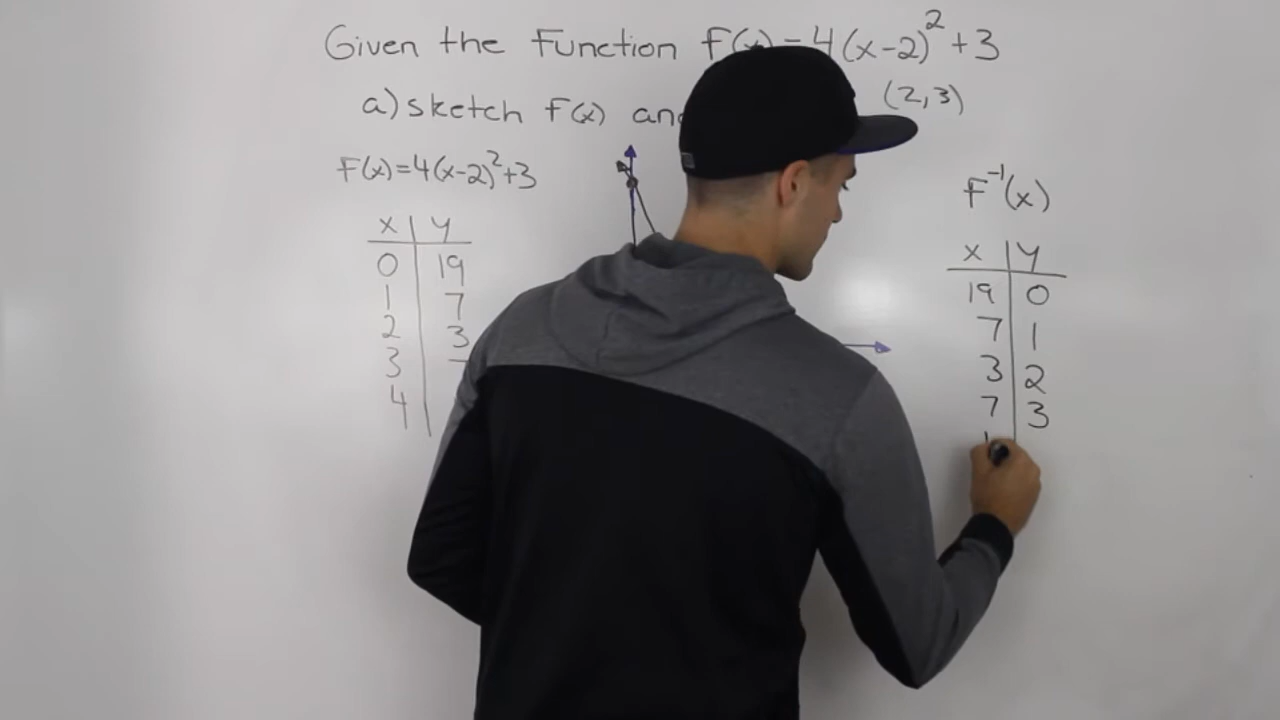 Given the Function F(x)=4(x-2)²+3
a) sketch F(x) and
(2,3)
F(x)=4(x-2)²+3
x y
0 19
1 7
2 3
3
4
F⁻¹(x)
x y
19 0
7 1
3 2
7 3